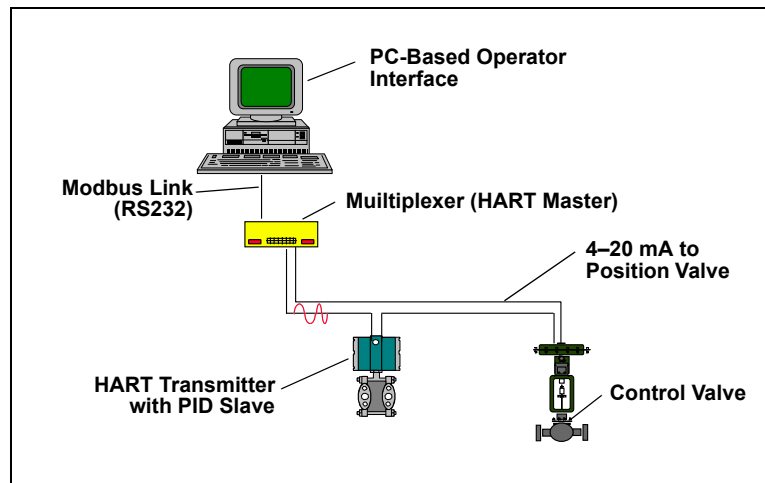 PC-Based Operator
Interface
Modbus Link
(RS232)
Muiltiplexer (HART Master)
4–20 mA to
Position Valve
HART Transmitter
with PID Slave
Control Valve